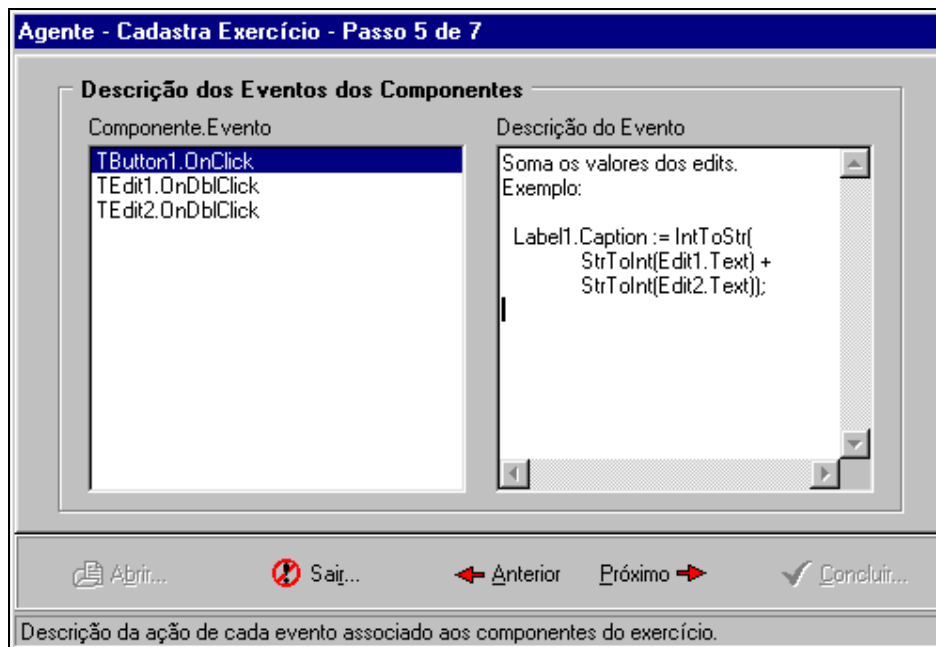 Agente - Cadastra Exercício - Passo 5 de 7
Descrição dos Eventos dos Componentes
Componente.Evento
TButton1.OnClick
TEdit1.OnDblClick
TEdit2.OnDblClick
Descrição do Evento
Soma os valores dos edits.
Exemplo:
Label1.Caption := IntToStr(
StrToInt(Edit1.Text) +
StrToInt(Edit2.Text));
Abrir...
Sair...
Anterior
Próximo
Concluir...
Descrição da ação de cada evento associado aos componentes do exercício.